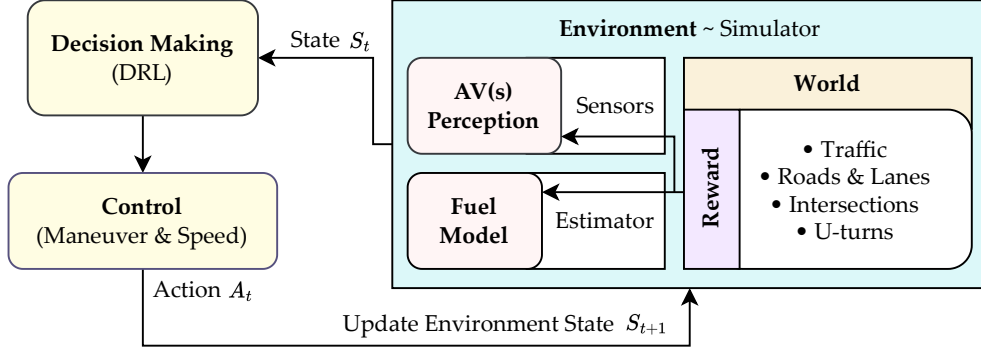 Decision Making
(DRL)
State S_t
Environment ~ Simulator
AV(s)
Perception
Sensors
World
Reward
• Traffic
• Roads & Lanes
• Intersections
• U-turns
Fuel
Model
Estimator
Control
(Maneuver & Speed)
Action A_t
Update Environment State S_{t+1}